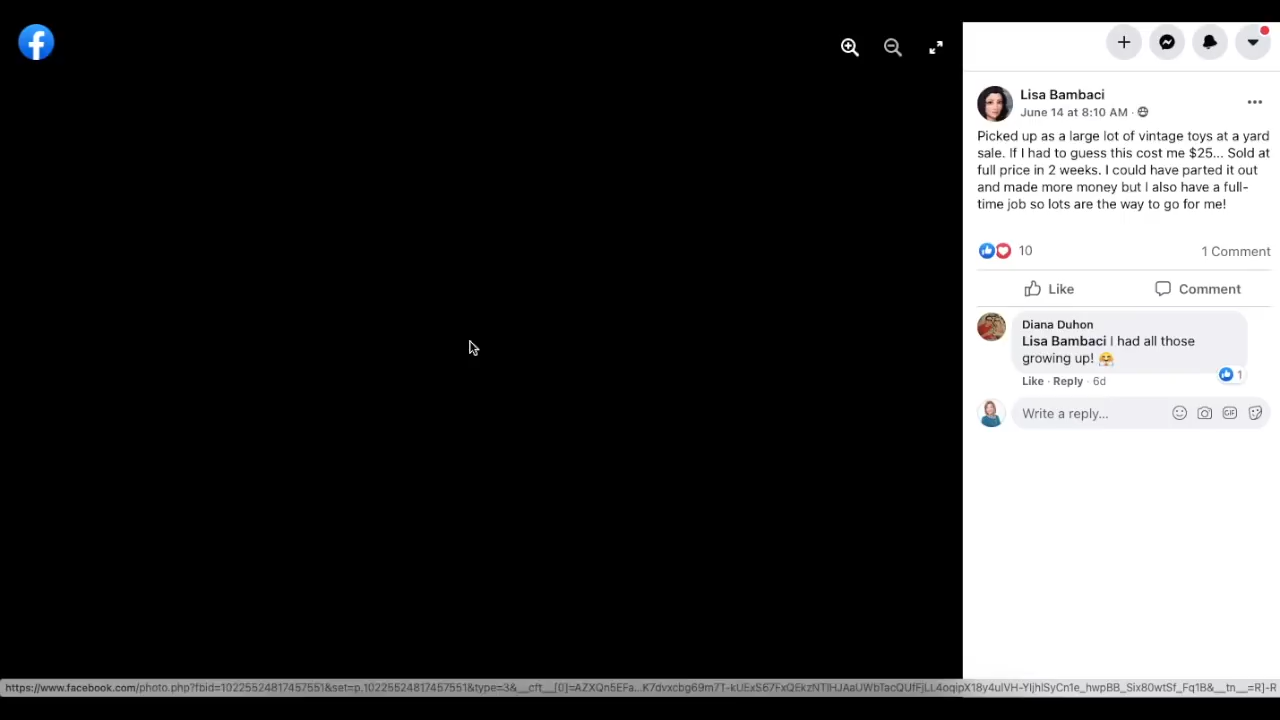 Lisa Bambaci
June 14 at 8:10 AM ·
Picked up as a large lot of vintage toys at a yard
sale. If I had to guess this cost me $25... Sold at
full price in 2 weeks. I could have parted it out
and made more money but I also have a full-
time job so lots are the way to go for me!
10
1 Comment
Like
Comment
Diana Duhon
Lisa Bambaci I had all those
growing up! 🤗
1
Like · Reply · 6d
Write a reply...
GIF